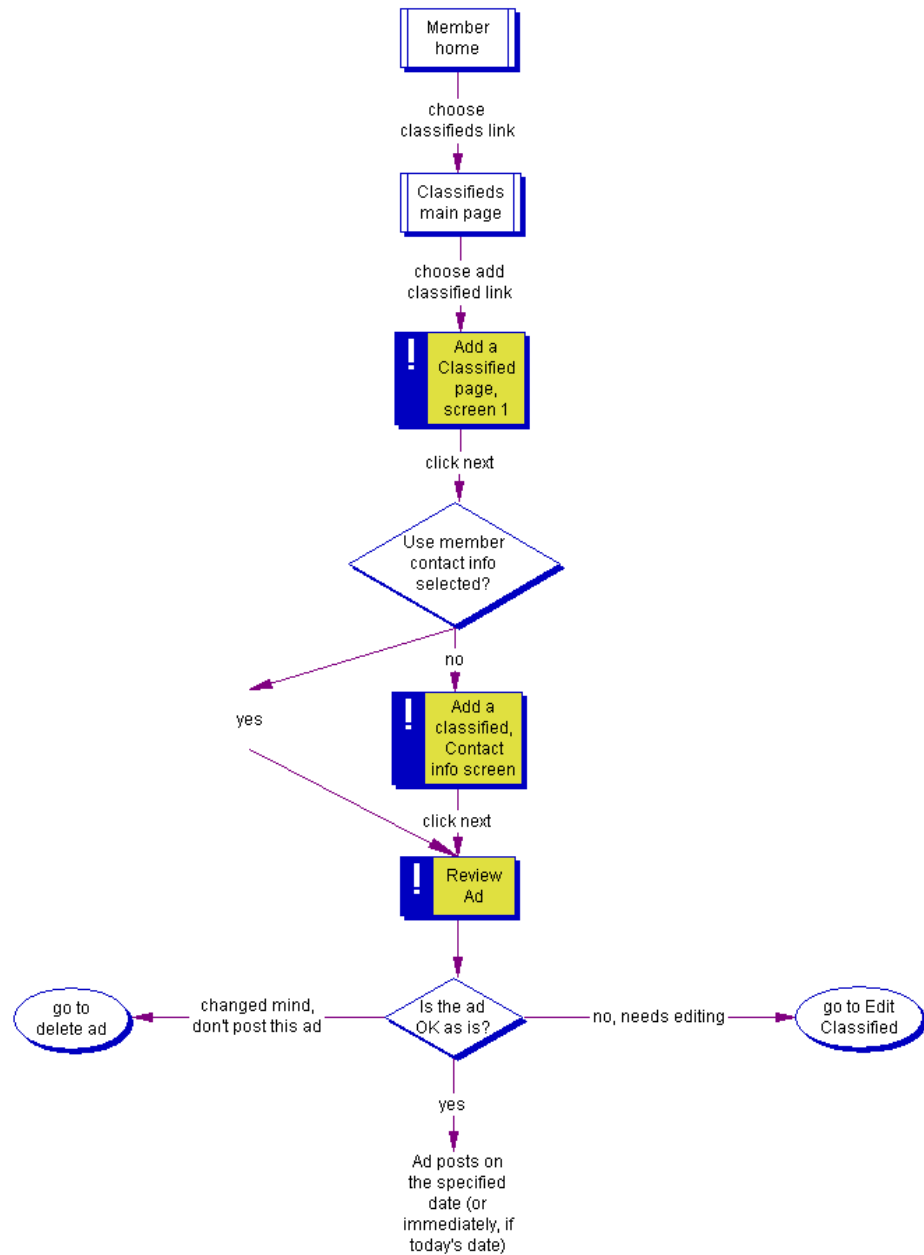 Member
home
choose
classifieds link
Classifieds
main page
choose add
classified link
!
Add a
Classified
page,
screen 1
click next
Use member
contact info
selected?
no
yes
!
Add a
classified,
Contact
info screen
click next
!
Review
Ad
go to
delete ad
changed mind,
don't post this ad
Is the ad
OK as is?
no, needs editing
go to Edit
Classified
yes
Ad posts on
the specified
date (or
immediately, if
today's date)